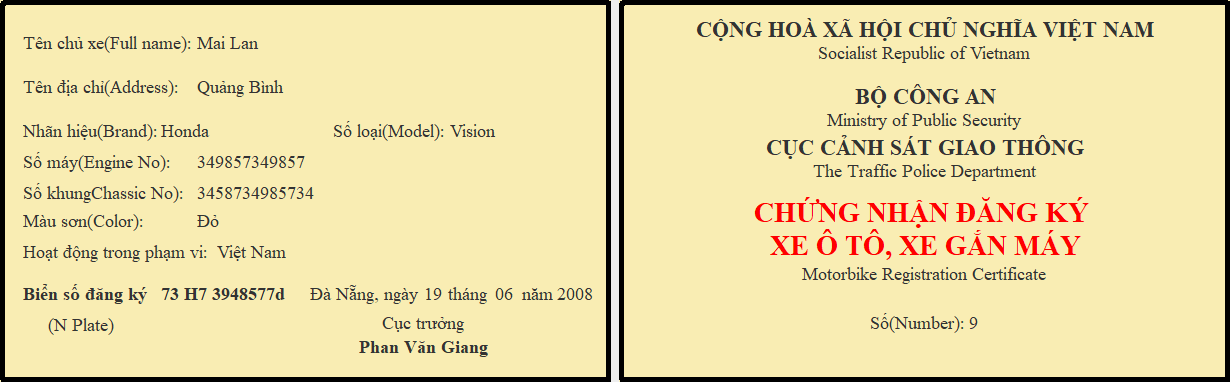 Tên chủ xe(Full name): Mai Lan
Tên địa chỉ(Address): Quảng Bình
Nhãn hiệu(Brand): Honda Số loại(Model): Vision
Số máy(Engine No): 349857349857
Số khungChassic No): 3458734985734
Màu sơn(Color): Đỏ
Hoạt động trong phạm vi: Việt Nam
Biển số đăng ký 73 H7 3948577d Đà Nẵng, ngày 19 tháng 06 năm 2008
(N Plate) Cục trưởng
Phan Văn Giang
CỘNG HOÀ XÃ HỘI CHỦ NGHĨA VIỆT NAM
Socialist Republic of Vietnam
BỘ CÔNG AN
Ministry of Public Security
CỤC CẢNH SÁT GIAO THÔNG
The Traffic Police Department
CHỨNG NHẬN ĐĂNG KÝ
XE Ô TÔ, XE GẮN MÁY
Motorbike Registration Certificate
Số(Number): 9